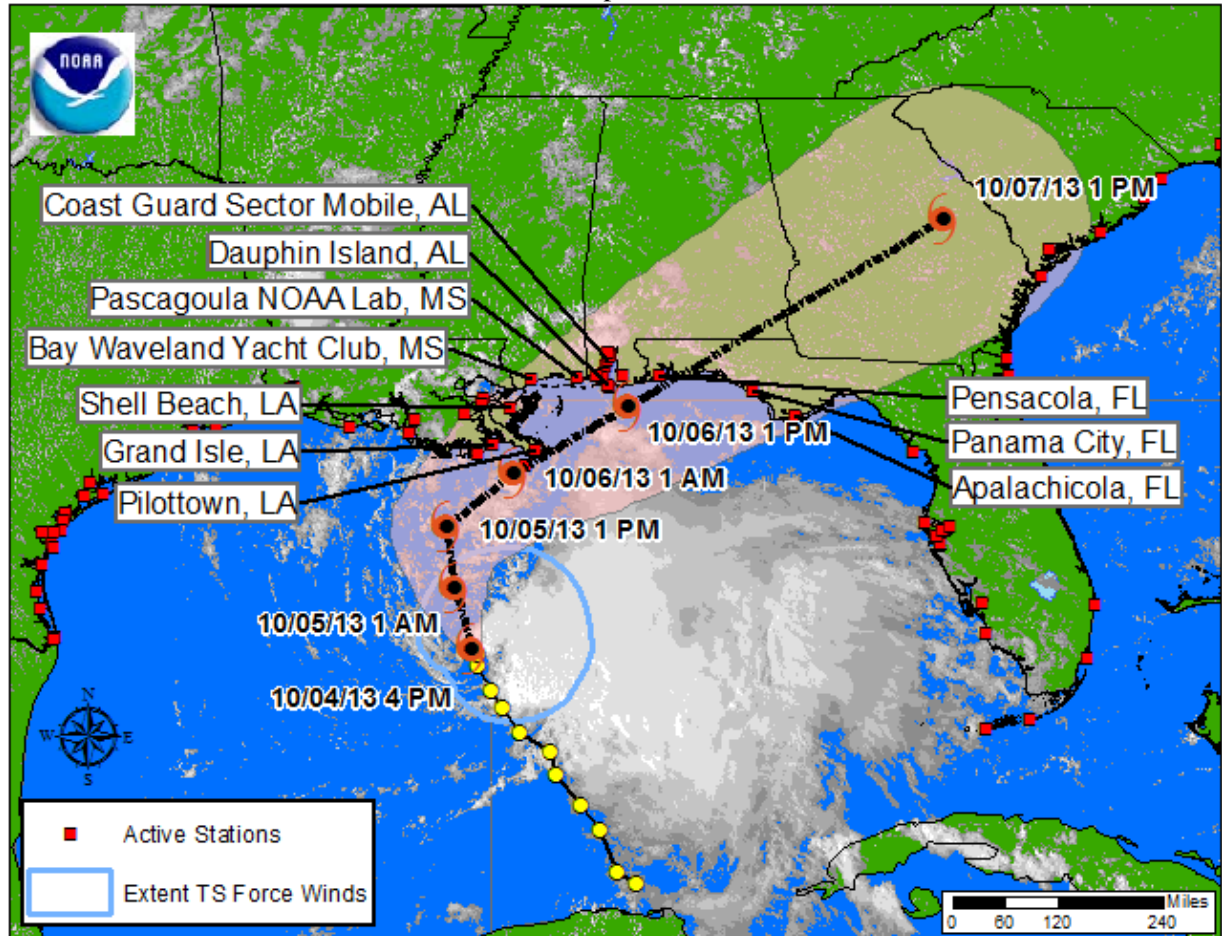 NOAA
Coast Guard Sector Mobile, AL
Dauphin Island, AL
Pascagoula NOAA Lab, MS
Bay Waveland Yacht Club, MS
Shell Beach, LA
Grand Isle, LA
Pilottown, LA
10/07/13 1 PM
Pensacola, FL
Panama City, FL
Apalachicola, FL
10/06/13 1 PM
10/06/13 1 AM
10/05/13 1 PM
10/05/13 1 AM
10/04/13 4 PM
N
W E
S
Active Stations
Extent TS Force Winds
Miles
0 60 120 240